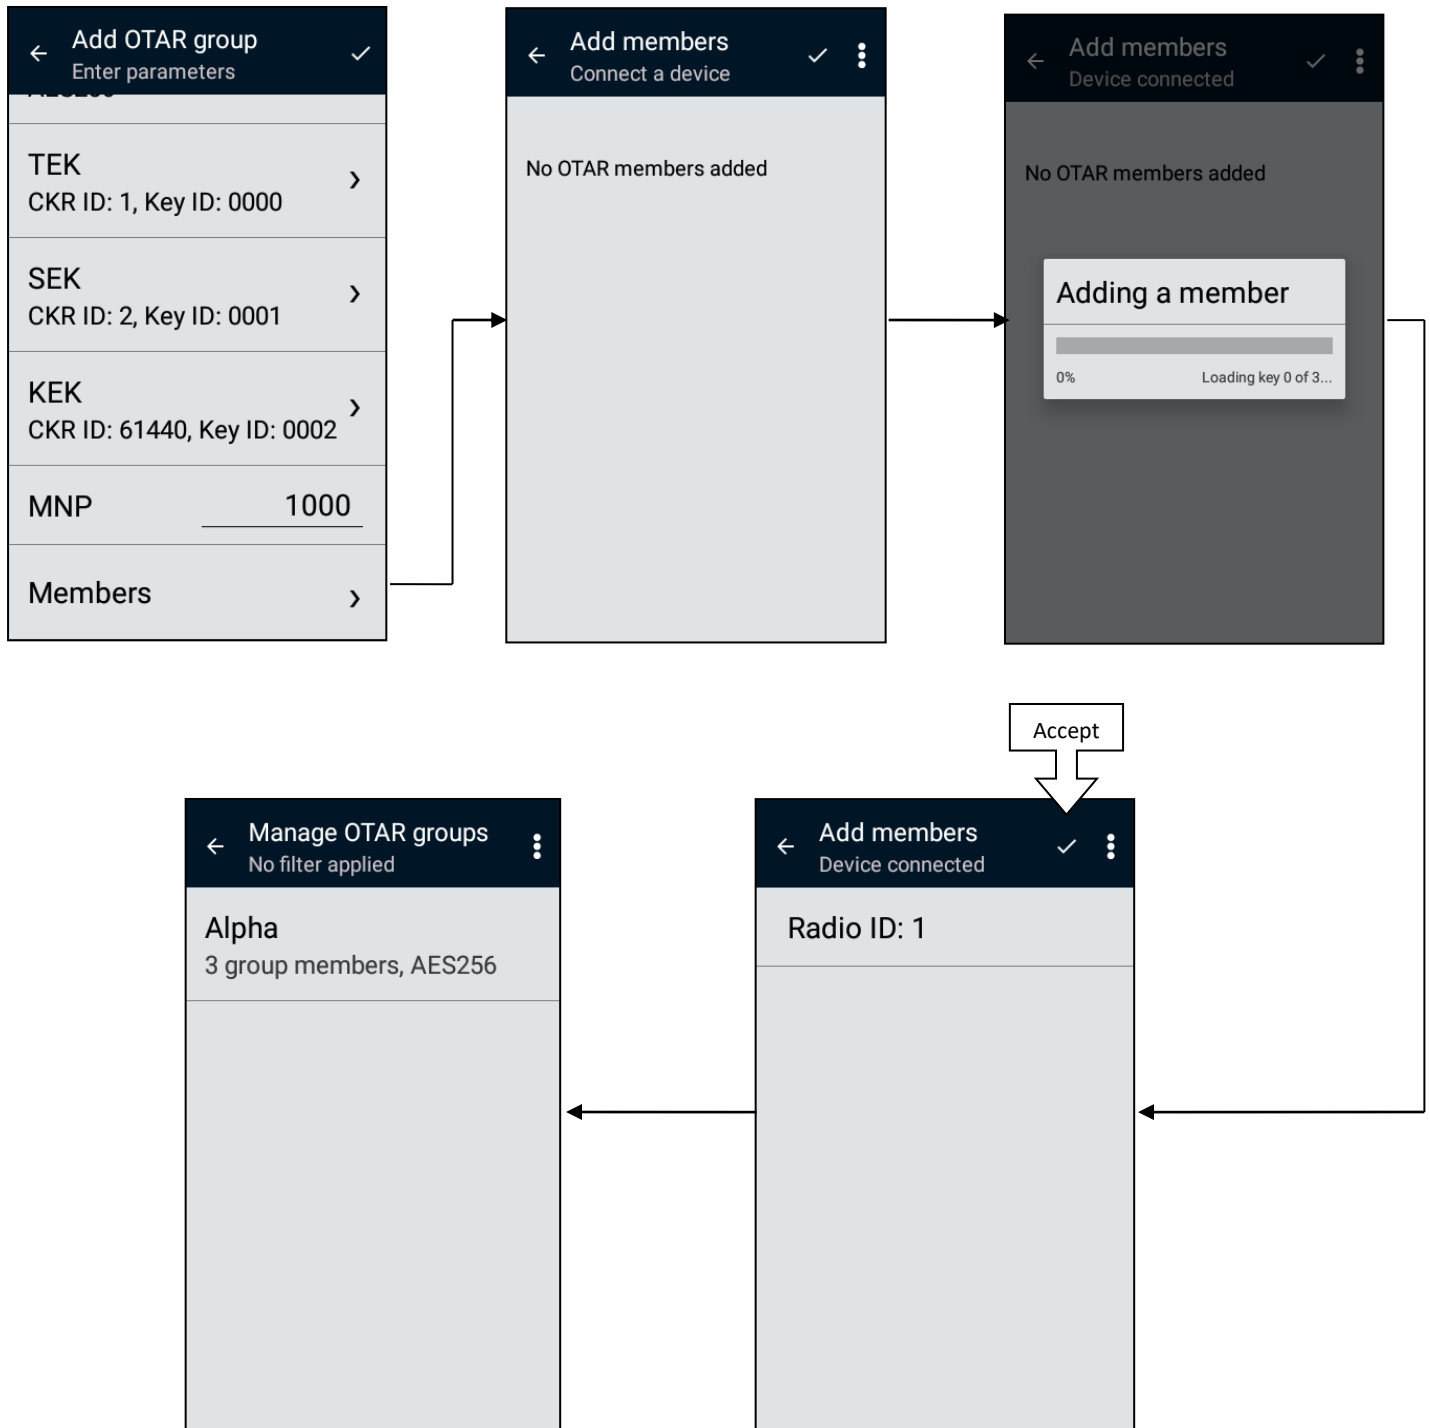 Add OTAR group
Enter parameters
TEK
CKR ID: 1, Key ID: 0000
SEK
CKR ID: 2, Key ID: 0001
KEK
CKR ID: 61440, Key ID: 0002
MNP 1000
Members
Add members
Connect a device
No OTAR members added
Add members
Device connected
No OTAR members added
Adding a member
0% Loading key 0 of 3...
Accept
Manage OTAR groups
No filter applied
Alpha
3 group members, AES256
Add members
Device connected
Radio ID: 1